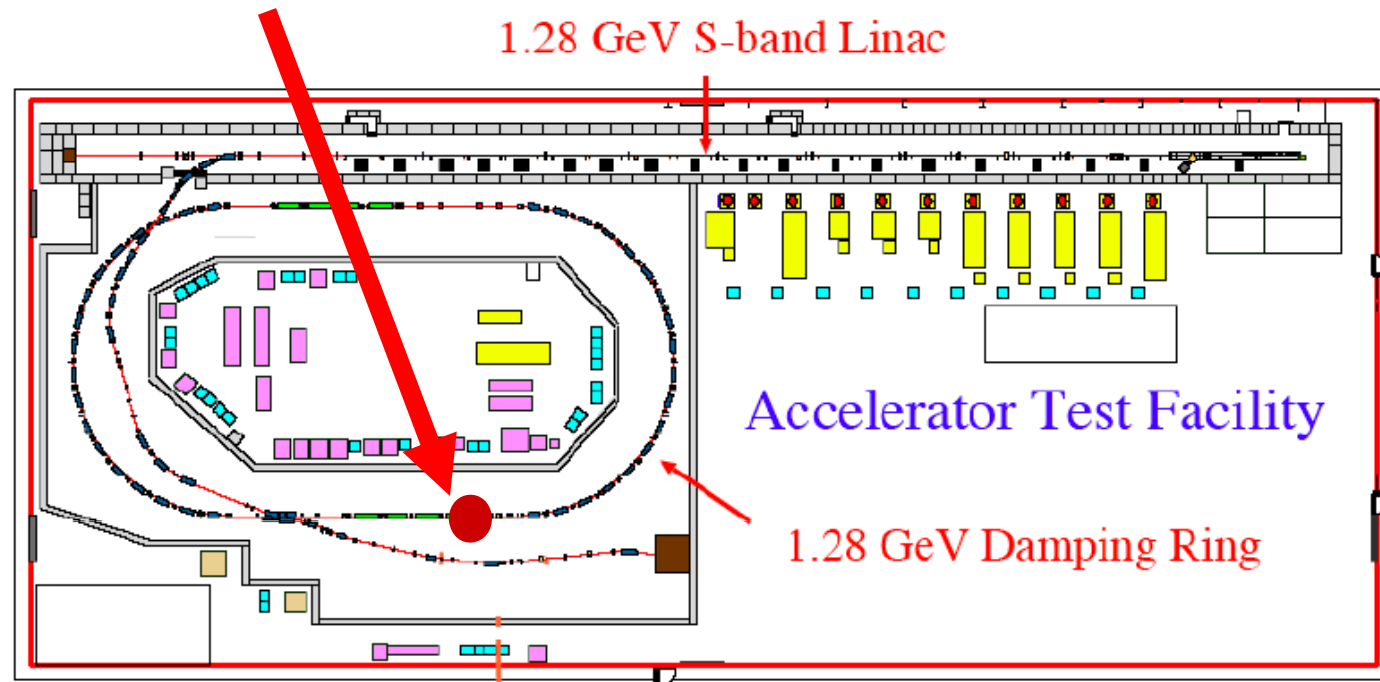 1.28 GeV S-band Linac
Accelerator Test Facility
1.28 GeV Damping Ring